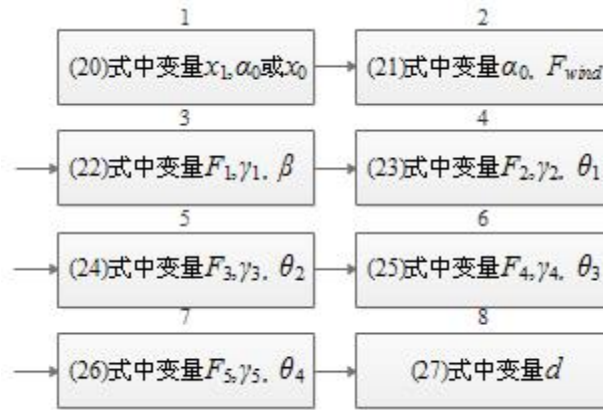 1
2
(20)式中变量x₁,α₀或x₀
(21)式中变量α₀, F_wind
3
4
(22)式中变量F₁,γ₁, β
(23)式中变量F₂,γ₂, θ₁
5
6
(24)式中变量F₃,γ₃, θ₂
(25)式中变量F₄,γ₄, θ₃
7
8
(26)式中变量F₅,γ₅, θ₄
(27)式中变量d